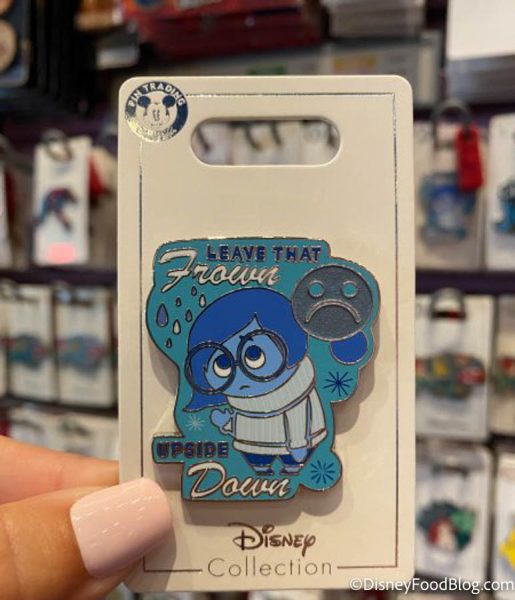 PIN TRADING
LEAVE THAT
Frown
UPSIDE
Down
Disney
Collection
©DisneyFoodBlog.com